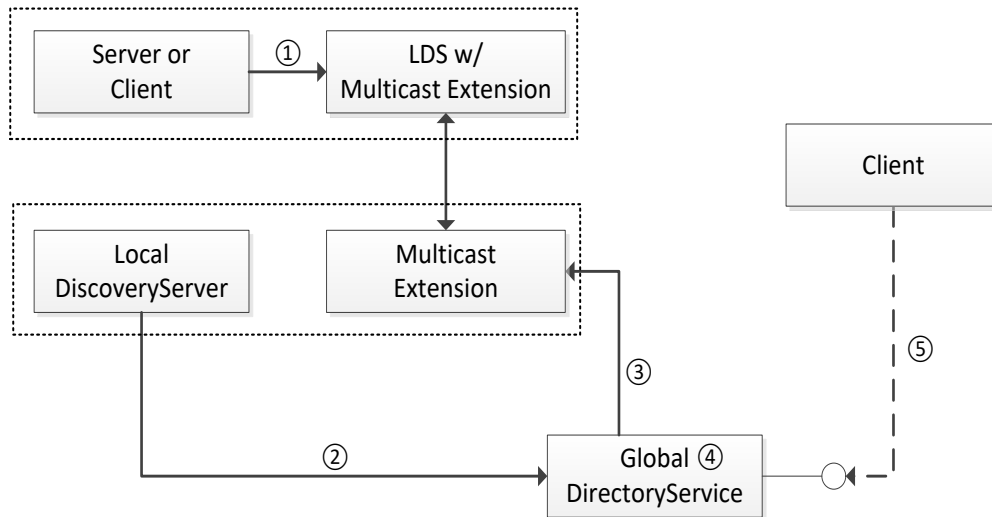 Server or
Client
①
LDS w/
Multicast Extension
Client
Local
DiscoveryServer
Multicast
Extension
⑤
③
②
Global ④
DirectoryService